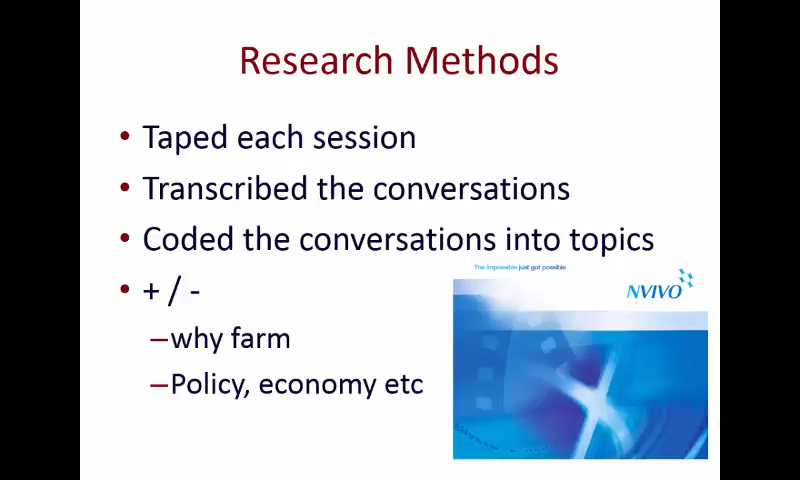 Research Methods
• Taped each session
• Transcribed the conversations
• Coded the conversations into topics
The impossible just got possible
NVIVO
• + / -
–why farm
–Policy, economy etc